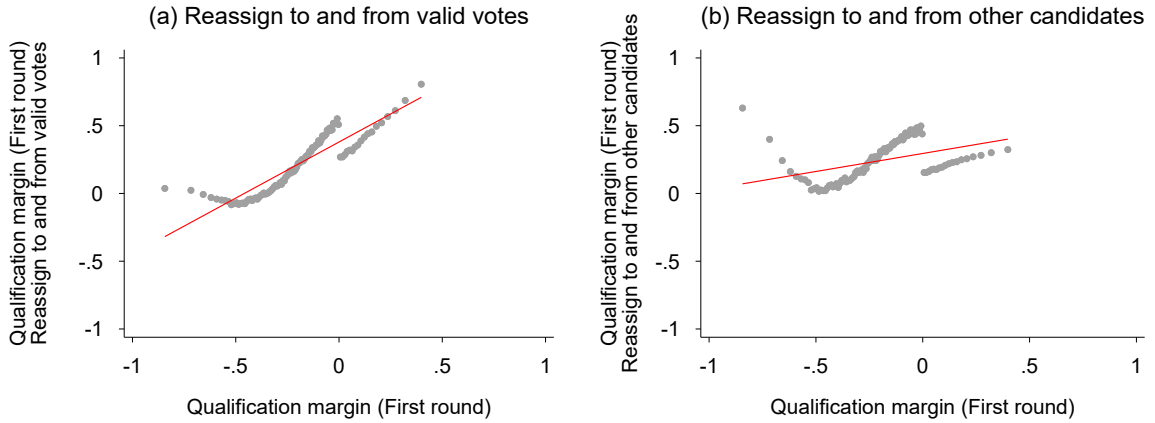 (a) Reassign to and from valid votes
Qualification margin (First round)
Reassign to and from valid votes
1
.5
0
-.5
-1
-1
-.5
0
.5
1
Qualification margin (First round)
(b) Reassign to and from other candidates
Qualification margin (First round)
Reassign to and from other candidates
1
.5
0
-.5
-1
-1
-.5
0
.5
1
Qualification margin (First round)